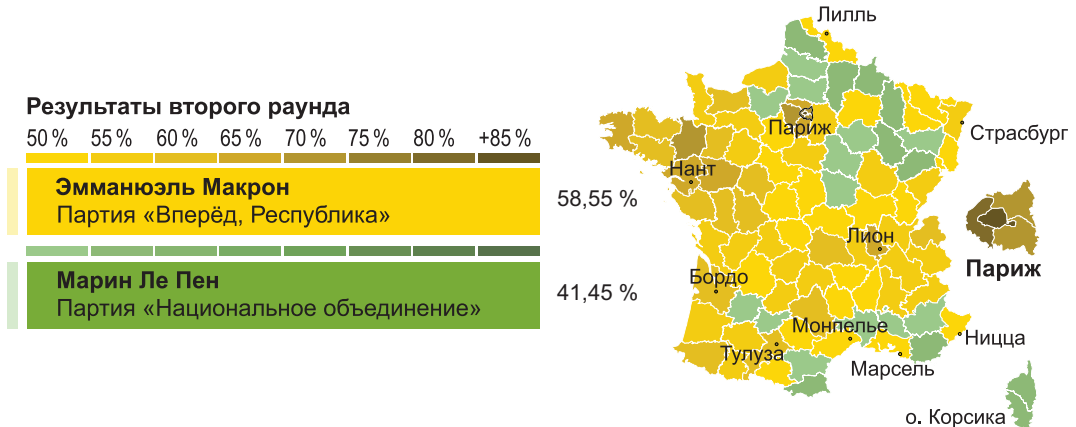 Результаты второго раунда
50 % 55 % 60 % 65 % 70 % 75 % 80 % +85%
Эмманюэль Макрон
Партия «Вперёд, Республика»
58,55 %
Марин Ле Пен
Партия «Национальное объединение»
41,45 %
Лилль
Париж
Страсбург
Нант
Лион
Париж
Бордо
Монпелье
Ницца
Тулуза
Марсель
о. Корсика